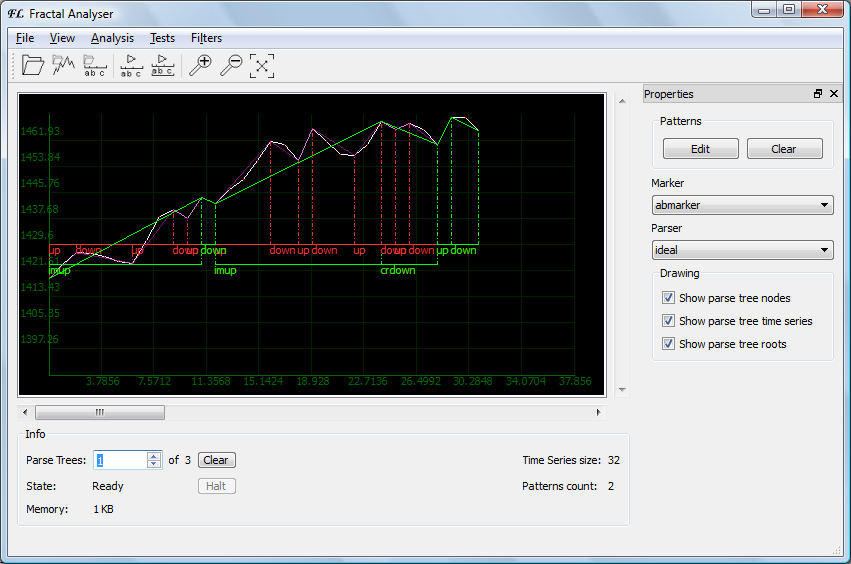 FL Fractal Analyser
File View Analysis Tests Filters
a b c a b c a b c
Properties
Patterns
Edit Clear
Marker
abmarker
Parser
ideal
Drawing
Show parse tree nodes
Show parse tree time series
Show parse tree roots
1461.93
1453.84
1445.76
1437.68
1429.6
up down up down up down down up down up down up down up down
1421.51
imup imup crdown
1413.43
1405.35
1397.26
3.7856 7.5712 11.3568 15.1424 18.928 22.7136 26.4992 30.2848 34.0704 37.856
Info
Parse Trees: 1 of 3 Clear
Time Series size: 32
State: Ready Halt
Patterns count: 2
Memory: 1 KB